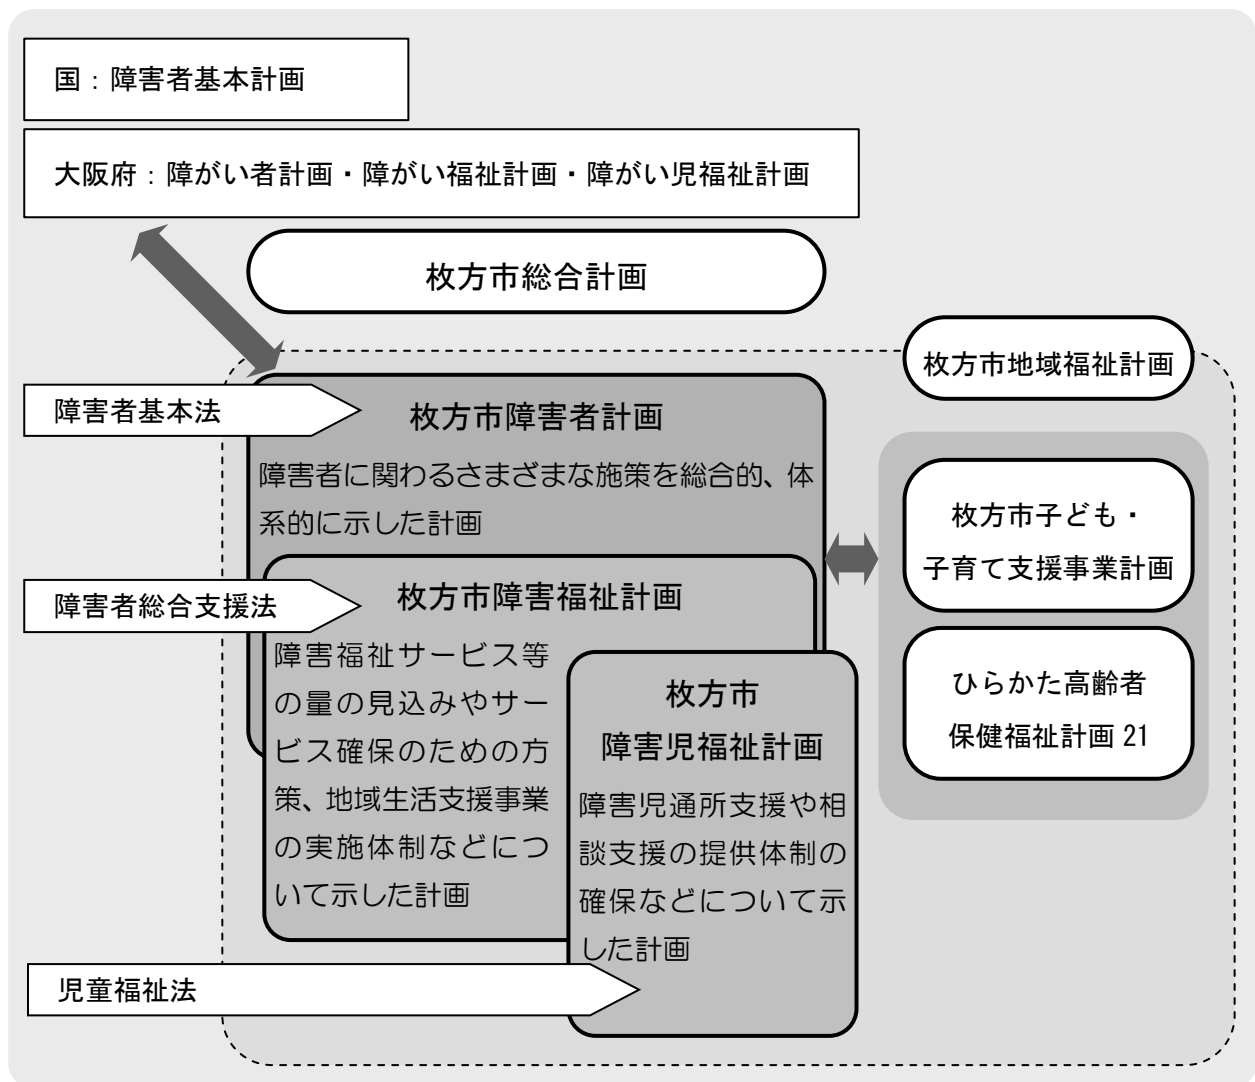 国：障害者基本計画
大阪府：障がい者計画・障がい福祉計画・障がい児福祉計画
枚方市総合計画
枚方市地域福祉計画
障害者基本法
枚方市障害者計画
障害者に関わるさまざまな施策を総合的、体
系的に示した計画
障害者総合支援法
枚方市障害福祉計画
障害福祉サービス等
の量の見込みやサー
ビス確保のための方
策、地域生活支援事業
の実施体制などにつ
いて示した計画
枚方市
障害児福祉計画
障害児通所支援や相
談支援の提供体制の
確保などについて示
した計画
児童福祉法
枚方市子ども・
子育て支援事業計画
ひらかた高齢者
保健福祉計画 21